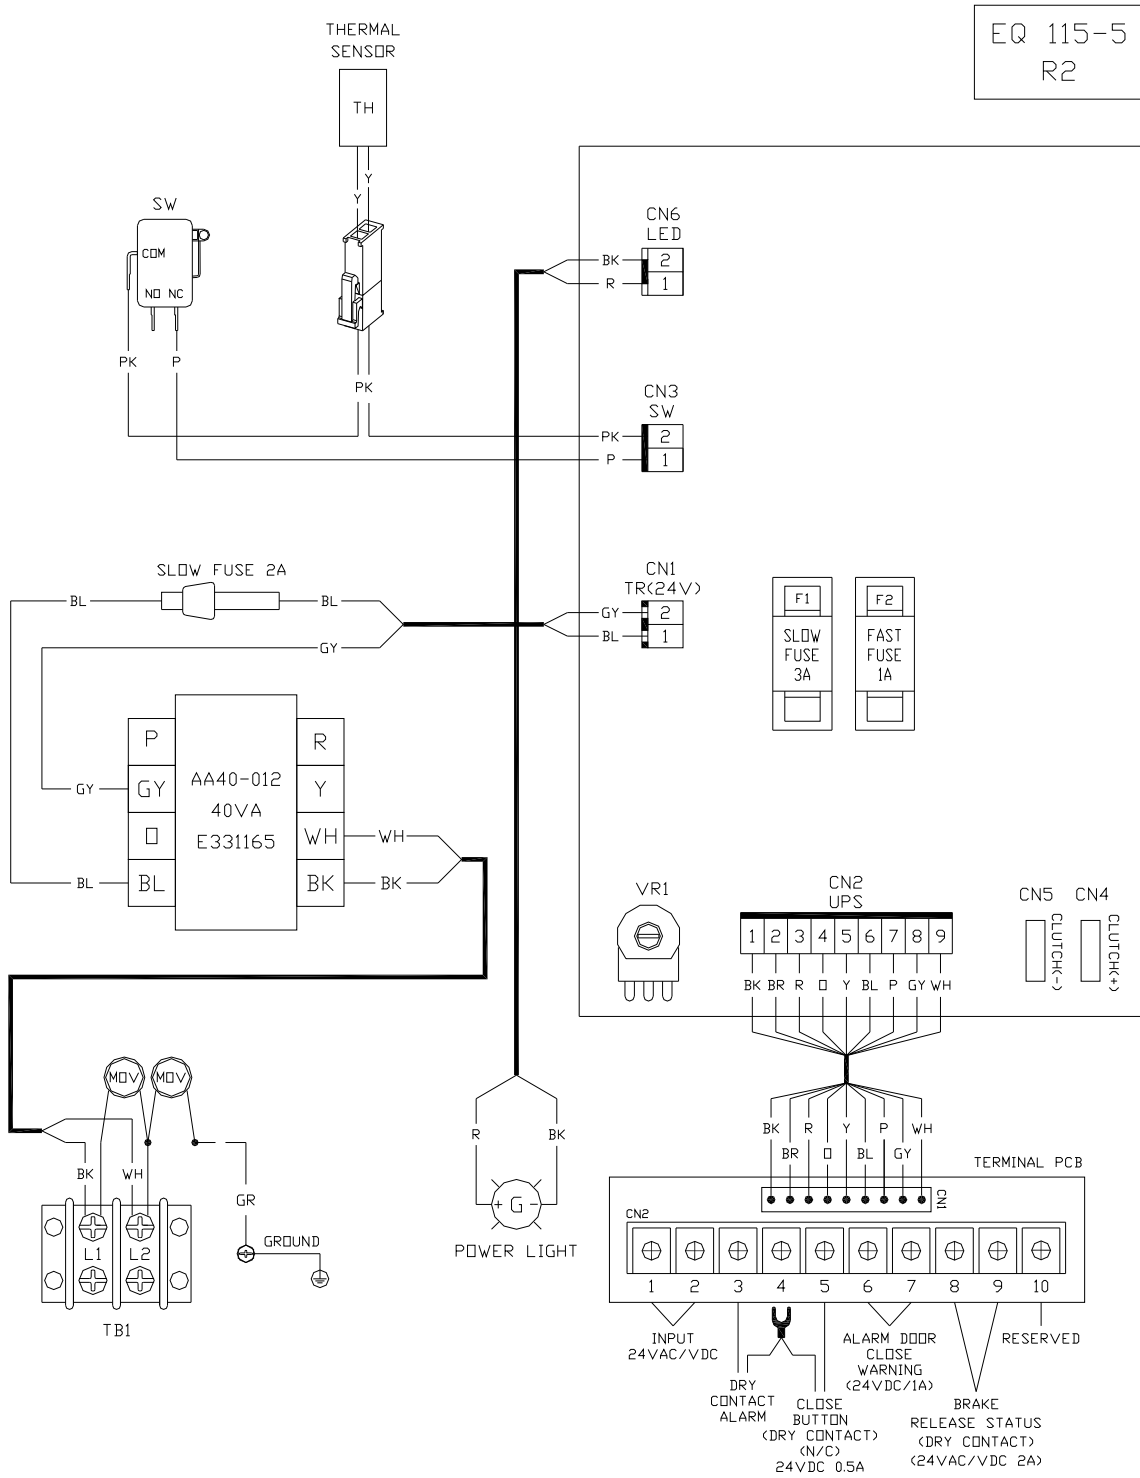 EQ 115-5
R2
THERMAL
SENSOR
TH
Y
Y
SW
COM
NO NC
PK
P
PK
CN6
LED
BK
2
R
1
CN3
SW
PK
2
P
1
SLOW FUSE 2A
BL
BL
GY
CN1
TR(24V)
GY
2
BL
1
F1
SLOW
FUSE
3A
F2
FAST
FUSE
1A
P
GY
O
BL
AA40-012
40VA
E331165
R
Y
WH
BK
GY
BL
WH
BK
VR1
CN2
UPS
1 2 3 4 5 6 7 8 9
BK BR R O Y BL P GY WH
CN5
CLUTCH(-)
CN4
CLUTCH(+)
MOV
MOV
BK
WH
GR
L1
L2
TB1
GROUND
R
BK
+ G -
POWER LIGHT
BK R Y P WH
BR O BL GY
TERMINAL PCB
CN1
CN2
1 2 3 4 5 6 7 8 9 10
INPUT
24VAC/VDC
DRY
CONTACT
ALARM
CLOSE
BUTTON
(DRY CONTACT)
(N/C)
24VDC 0.5A
ALARM DOOR
CLOSE
WARNING
(24VDC/1A)
BRAKE
RELEASE STATUS
(DRY CONTACT)
(24VAC/VDC 2A)
RESERVED